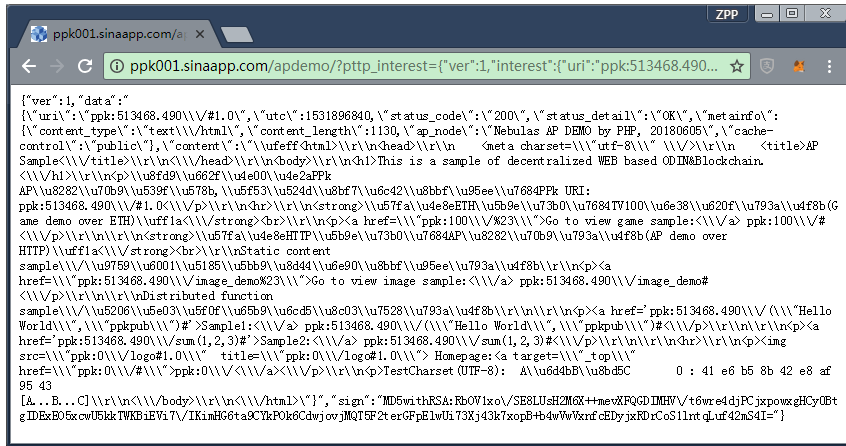 ZPP
ppk001.sinaapp.com/ap
ppk001.sinaapp.com/apdemo/?pttp_interest={"ver":1,"interest":{"uri":"ppk:513468.490...
{"ver":1,"data":"
{\"uri\":\"ppk:513468.490\\\/#1.0\",\"utc\":1531896840,\"status_code\":\"200\",\"status_detail\":\"OK\",\"metainfo\":
{\"content_type\":\"text\\\/html\",\"content_length\":1130,\"ap_node\":\"Nebulas AP DEMO by PHP, 20180605\",\"cache-
control\":\"public\"},\"content\":\"\\ufeff<html>\\r\\n<head>\\r\\n    <meta charset=\\\"utf-8\\\" \\/>\\r\\n    <title>AP
Sample<\\\/title>\\r\\n<\\\/head>\\r\\n<body>\\r\\n<h1>This is a sample of decentralized WEB based ODIN&Blockchain.
<\\\/h1>\\r\\n<p>\\u8fd9\\u662f\\u4e00\\u4e2aPPk
AP\\u8282\\u70b9\\u539f\\u578b,\\u5f53\\u524d\\u8bf7\\u6c42\\u8bbf\\u95ee\\u7684PPk URI:
ppk:513468.490\\\/#1.0<\\\/p>\\r\\n<hr>\\r\\n<strong>\\u57fa\\u4e8eETH\\u5b9e\\u73b0\\u7684TV100\\u6e38\\u620f\\u793a\\u4f8b(G
ame demo over ETH)\\uff1a<\\\/strong><br>\\r\\n<p><a href=\\\"ppk:100\\\/%23\\\">Go to view game sample:<\\\/a> ppk:100\\\/#
<\\\/p>\\r\\n\\r\\n<strong>\\u57fa\\u4e8eHTTP\\u5b9e\\u73b0\\u7684AP\\u8282\\u70b9\\u793a\\u4f8b(AP demo over
HTTP)\\uff1a<\\\/strong><br>\\r\\nStatic content
sample\\\/\\u9759\\u6001\\u5185\\u5bb9\\u8d44\\u6e90\\u8bbf\\u95ee\\u793a\\u4f8b\\r\\n<p><a
href=\\\"ppk:513468.490\\\/image_demo%23\\\">Go to view image sample:<\\\/a> ppk:513468.490\\\/image_demo#
<\\\/p>\\r\\n\\r\\nDistributed function
sample\\\/\\u5206\\u5e03\\u5f0f\\u65b9\\u6cd5\\u8c03\\u7528\\u793a\\u4f8b\\r\\n\\r\\n<p><a href='ppk:513468.490\\\/(\\\"Hello
World\\\",\\\"ppkpub\\\")#'>Sample1:<\\\/a> ppk:513468.490\\\/(\\\"Hello World\\\",\\\"ppkpub\\\")#<\\\/p>\\r\\n\\r\\n<p><a
href='ppk:513468.490\\\/sum(1,2,3)#'>Sample2:<\\\/a> ppk:513468.490\\\/sum(1,2,3)#<\\\/p>\\r\\n\\r\\n<hr>\\r\\n<p><img
src=\\\"ppk:0\\\/logo#1.0\\\"  title=\\\"ppk:0\\\/logo#1.0\\\"> Homepage:<a target=\\\"_top\\\"
href=\\\"ppk:0\\\/#\\\">ppk:0\\\/<\\\/a><\\\/p>\\r\\n<p>TestCharset(UTF-8):  A\\u6d4bB\\u8bd5C      0 : 41 e6 b5 8b 42 e8 af
95 43
[A...B...C]\\r\\n<\\\/body>\\r\\n<\\\/html>\"}","sign":"MD5withRSA:RbOV1xo\/SE8LUsH2M6X++mevXFQGDIMHV\/t6wre4djPCjxpowxgHCyOBt
gIDExEO5xcwU5kkTWKBiEVi7\/IKimHG6ta9CYkPOk6CdwjovjMQT5F2terGFpElwUi73Xj43k7xopB+b4wVwVxnfcEDyjxRDrCoS1lntqLuf42mS4I="}